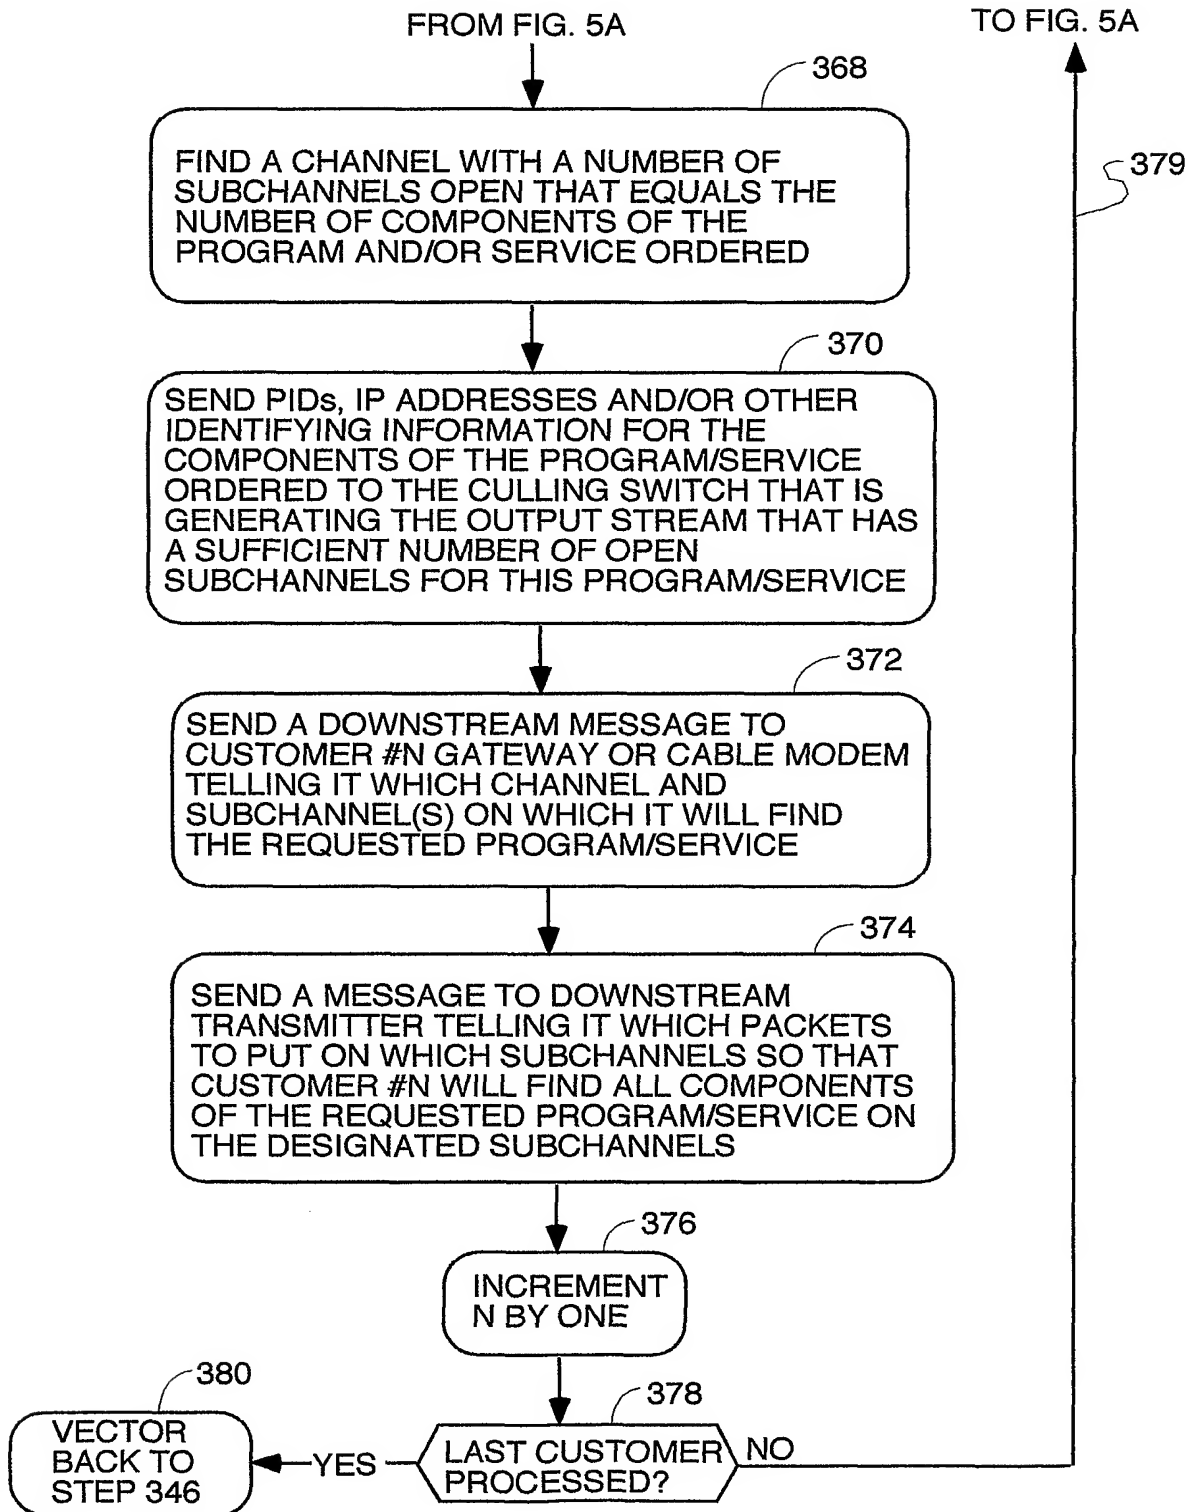 FROM FIG. 5A
TO FIG. 5A
368
379
FIND A CHANNEL WITH A NUMBER OF
SUBCHANNELS OPEN THAT EQUALS THE
NUMBER OF COMPONENTS OF THE
PROGRAM AND/OR SERVICE ORDERED
370
SEND PIDs, IP ADDRESSES AND/OR OTHER
IDENTIFYING INFORMATION FOR THE
COMPONENTS OF THE PROGRAM/SERVICE
ORDERED TO THE CULLING SWITCH THAT IS
GENERATING THE OUTPUT STREAM THAT HAS
A SUFFICIENT NUMBER OF OPEN
SUBCHANNELS FOR THIS PROGRAM/SERVICE
372
SEND A DOWNSTREAM MESSAGE TO
CUSTOMER #N GATEWAY OR CABLE MODEM
TELLING IT WHICH CHANNEL AND
SUBCHANNEL(S) ON WHICH IT WILL FIND
THE REQUESTED PROGRAM/SERVICE
374
SEND A MESSAGE TO DOWNSTREAM
TRANSMITTER TELLING IT WHICH PACKETS
TO PUT ON WHICH SUBCHANNELS SO THAT
CUSTOMER #N WILL FIND ALL COMPONENTS
OF THE REQUESTED PROGRAM/SERVICE ON
THE DESIGNATED SUBCHANNELS
376
INCREMENT
N BY ONE
378
LAST CUSTOMER
PROCESSED?
NO
YES
380
VECTOR
BACK TO
STEP 346